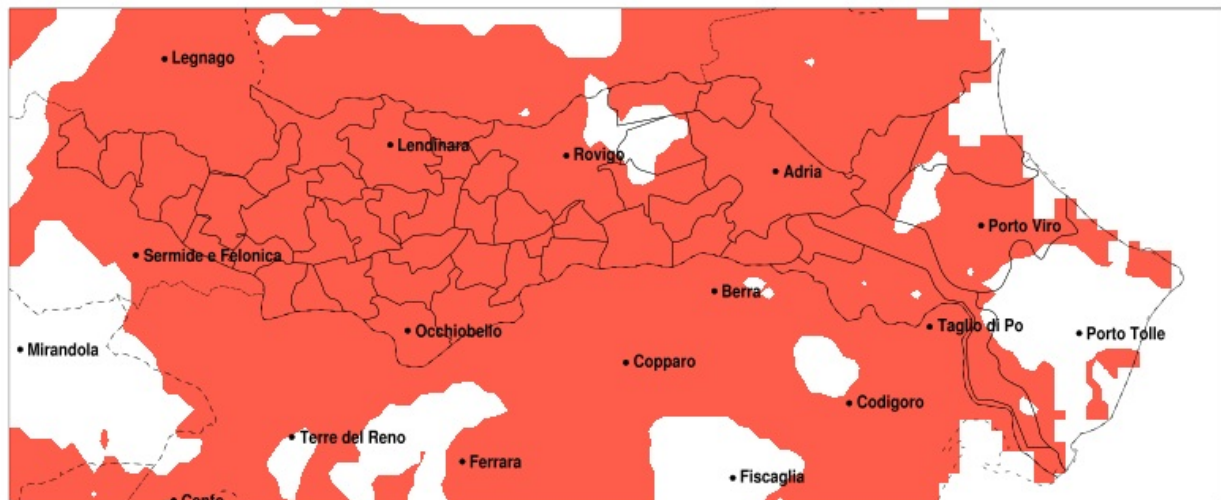 Legnago
Lendinara
Rovigo
Adria
Porto Viro
Sermide e Felonica
Berra
Taglio di Po
Occhiobello
Porto Tolle
Mirandola
Copparo
Codigoro
Terre del Reno
Ferrara
Fiscaglia